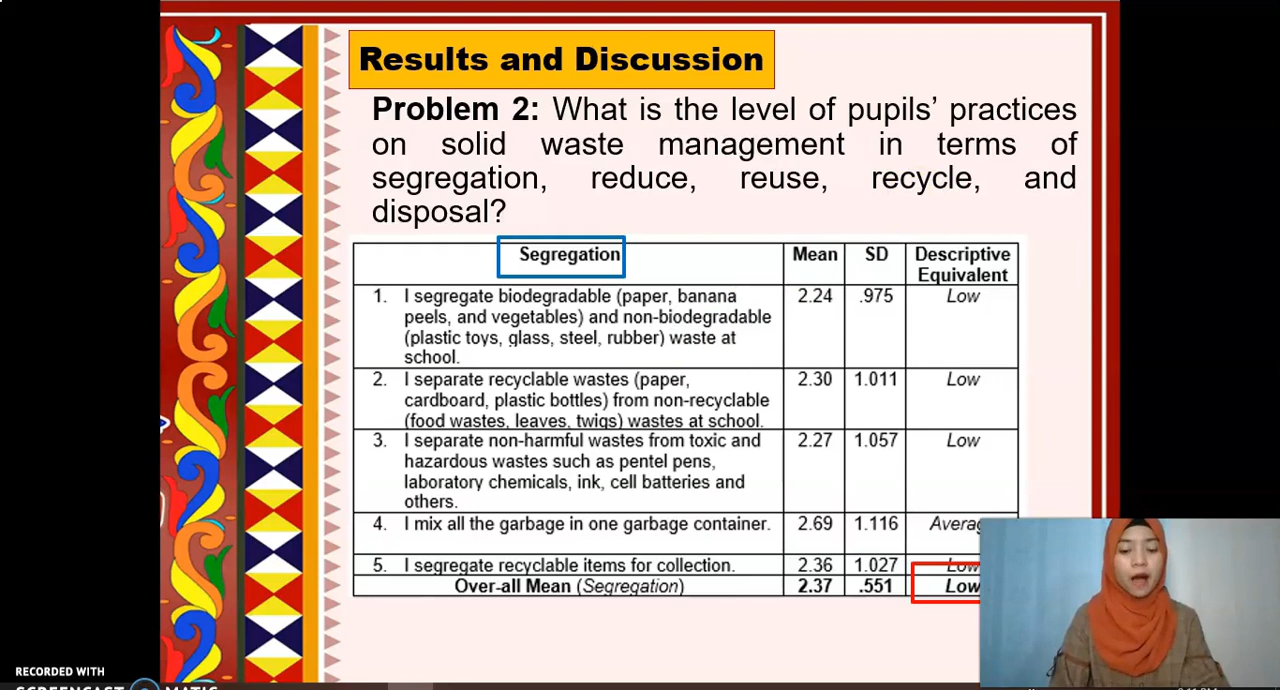 Results and Discussion
Problem 2: What is the level of pupils' practices
on solid waste management in terms of
segregation, reduce, reuse, recycle, and
disposal?
Segregation Mean SD Descriptive
Equivalent
1. I segregate biodegradable (paper, banana 2.24 .975 Low
peels, and vegetables) and non-biodegradable
(plastic toys, glass, steel, rubber) waste at
school.
2. I separate recyclable wastes (paper, 2.30 1.011 Low
cardboard, plastic bottles) from non-recyclable
(food wastes, leaves, twigs) wastes at school.
3. I separate non-harmful wastes from toxic and 2.27 1.057 Low
hazardous wastes such as pentel pens,
laboratory chemicals, ink, cell batteries and
others.
4. I mix all the garbage in one garbage container. 2.69 1.116
5. I segregate recyclable items for collection. 2.36 1.027 Low
Over-all Mean (Segregation) 2.37 .551 Low
RECORDED WITH
SCREENCAST MATIC